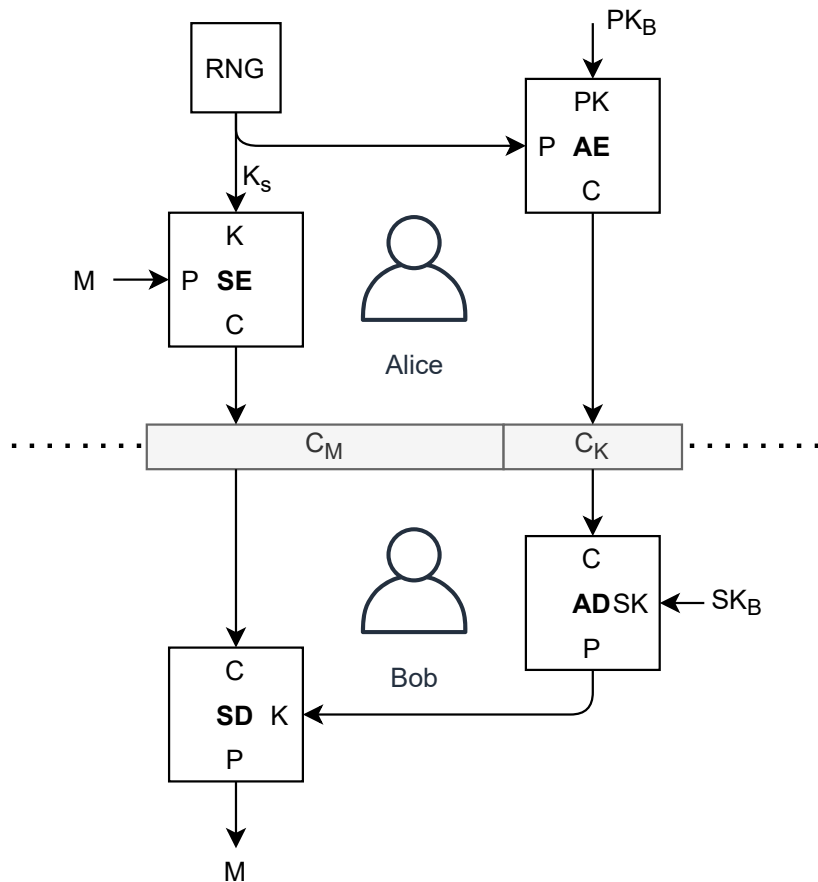 PK_B
RNG
PK
P AE
C
K_s
K
M P SE
C
Alice
C_M C_K
C
AD SK SK_B
P
Bob
C
SD K
P
M